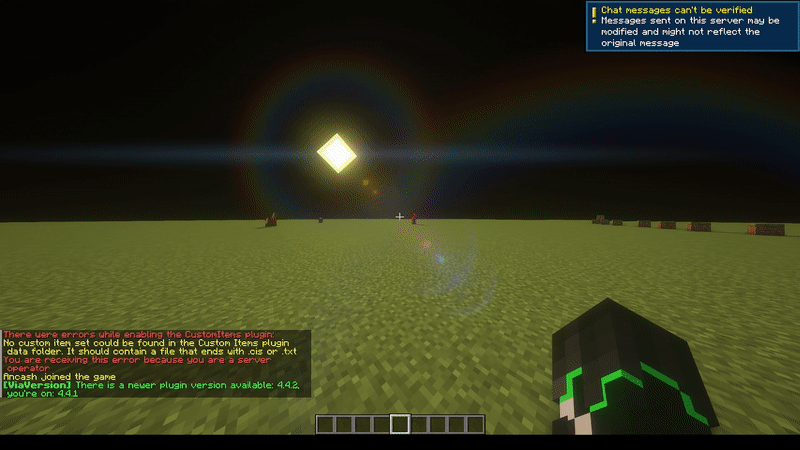 Chat messages can't be verified
Messages sent on this server may be
modified and might not reflect the
original message
There were errors while enabling the CustomItems plugin:
No custom item set could be found in the Custom Items plugin
data folder. It should contain a file that ends with .cis or .txt
You are receiving this error because you are a server
operator
Ancash joined the game
[ViaVersion] There is a newer plugin version available: 4.4.2,
you're on: 4.4.1